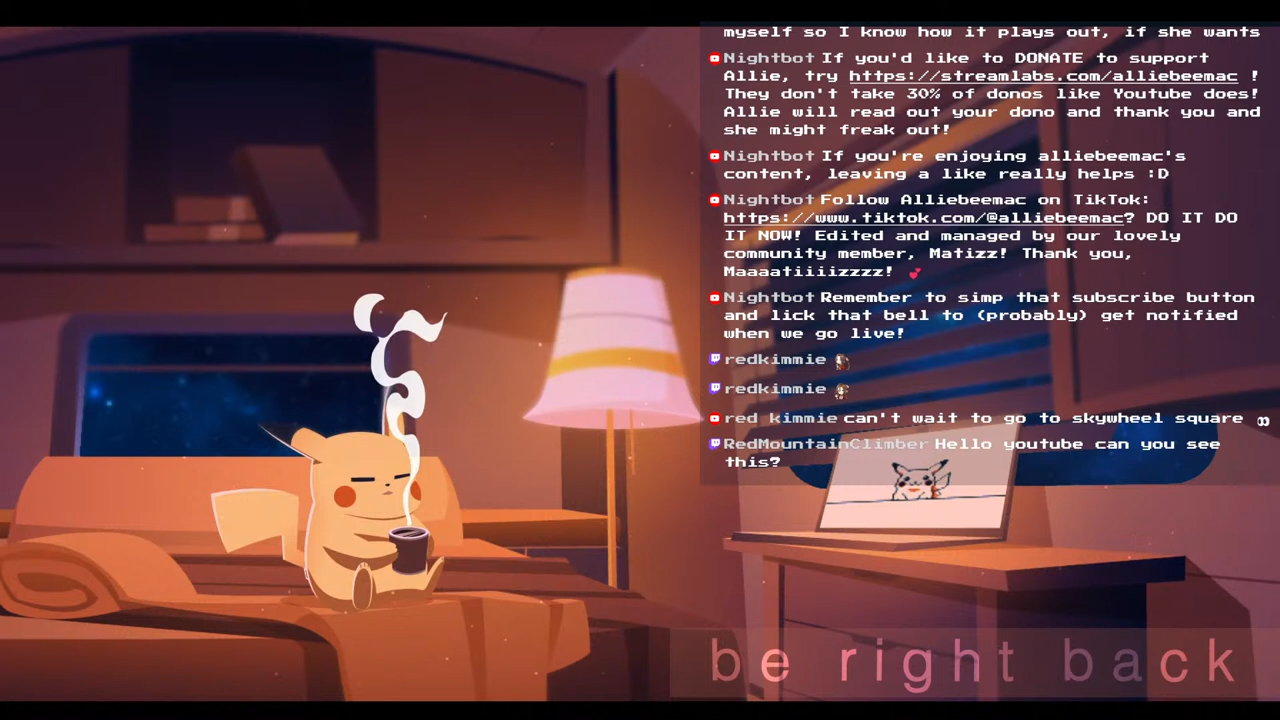 myself so I know how it plays out, if she wants
Nightbot If you'd like to DONATE to support
Allie, try https://streamlabs.com/alliebeemac !
They don't take 30% of donos like Youtube does!
Allie will read out your dono and thank you and
she might freak out!
Nightbot If you're enjoying alliebeemac's
content, leaving a like really helps :D
Nightbot Follow Alliebeemac on TikTok:
https://www.tiktok.com/@alliebeemac? DO IT DO
IT NOW! Edited and managed by our lovely
community member, Matizz! Thank you,
Maaaatiiiizzzz! 💕
Nightbot Remember to simp that subscribe button
and lick that bell to (probably) get notified
when we go live!
redkimmie
redkimmie
red kimmie can't wait to go to skywheel square 👀
RedMountainClimber Hello youtube can you see
this?
be right back